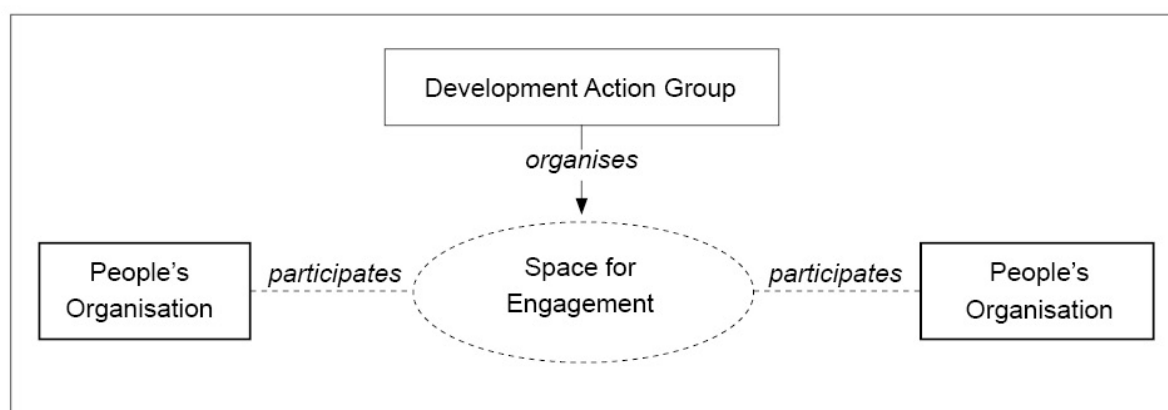 Development Action Group
organises
People’s
Organisation
participates
Space for
Engagement
participates
People’s
Organisation